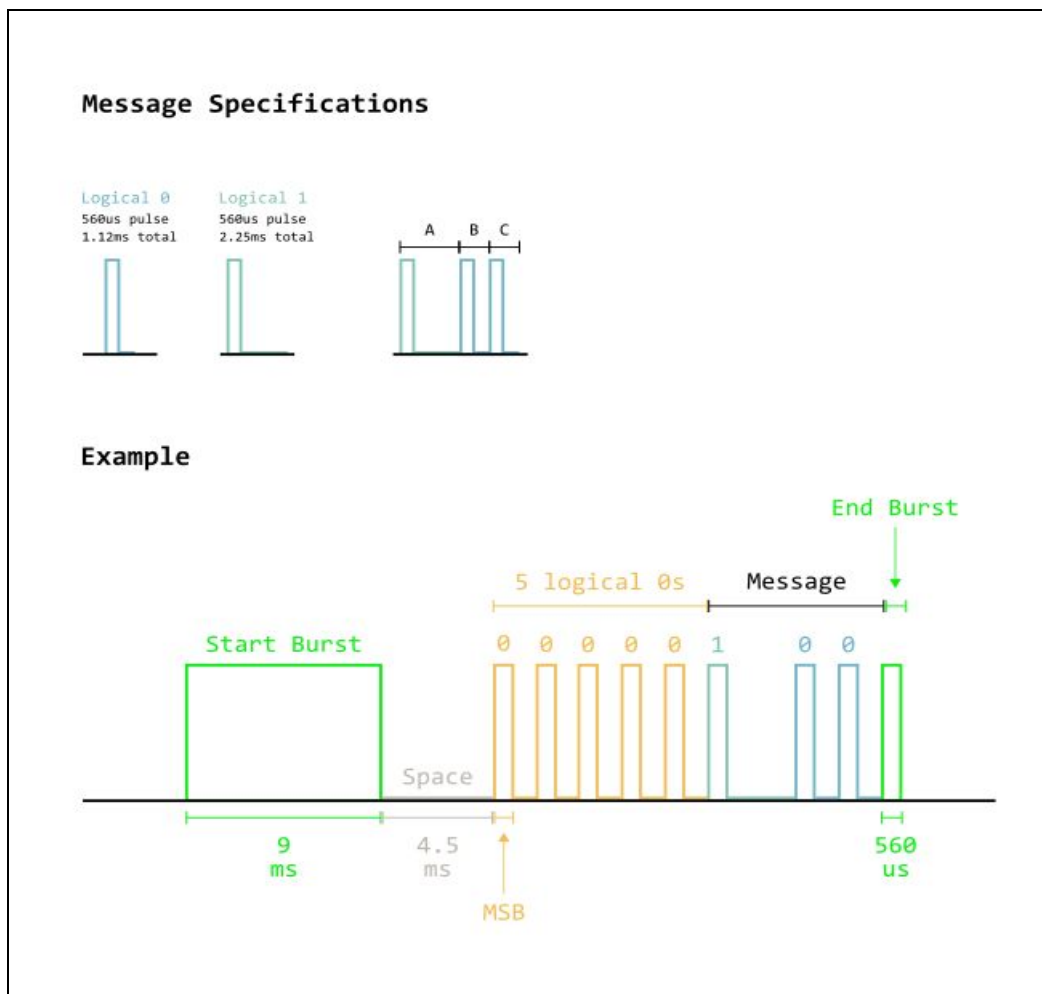 Message Specifications
Logical 0
560us pulse
1.12ms total
Logical 1
560us pulse
2.25ms total
A B C
Example
End Burst
5 logical 0s Message
Start Burst 0 0 0 0 0 1 0 0
Space
9
ms
4.5
ms
560
us
MSB